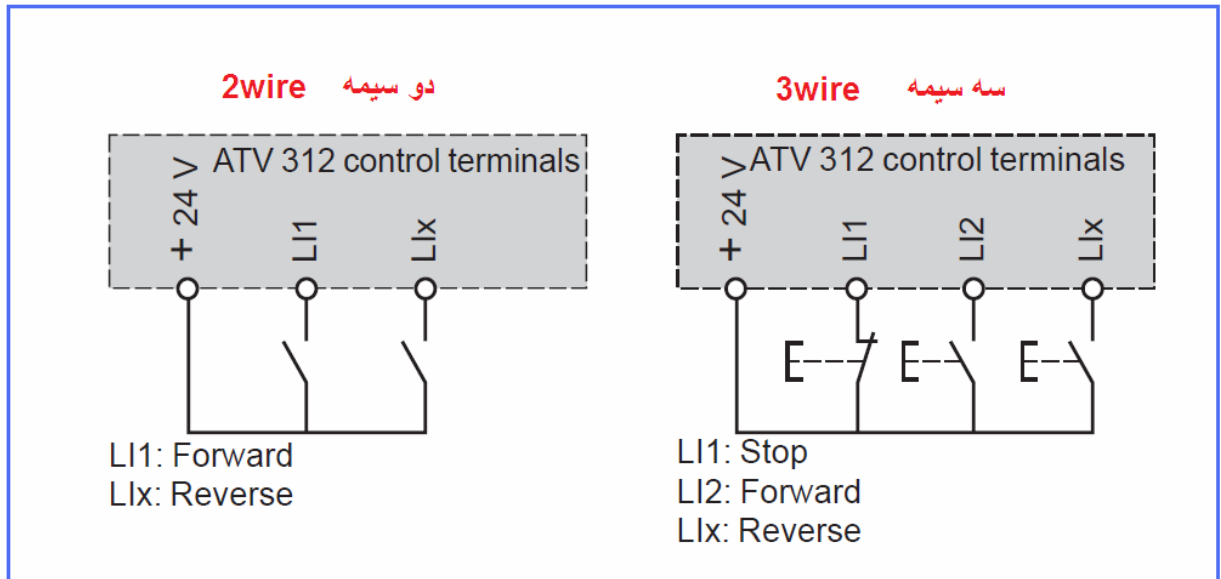 2wire دو سیمه
ATV 312 control terminals
+ 24 V
LI1
LIx
LI1: Forward
LIx: Reverse
3wire سه سیمه
ATV 312 control terminals
+ 24 V
LI1
LI2
LIx
LI1: Stop
LI2: Forward
LIx: Reverse